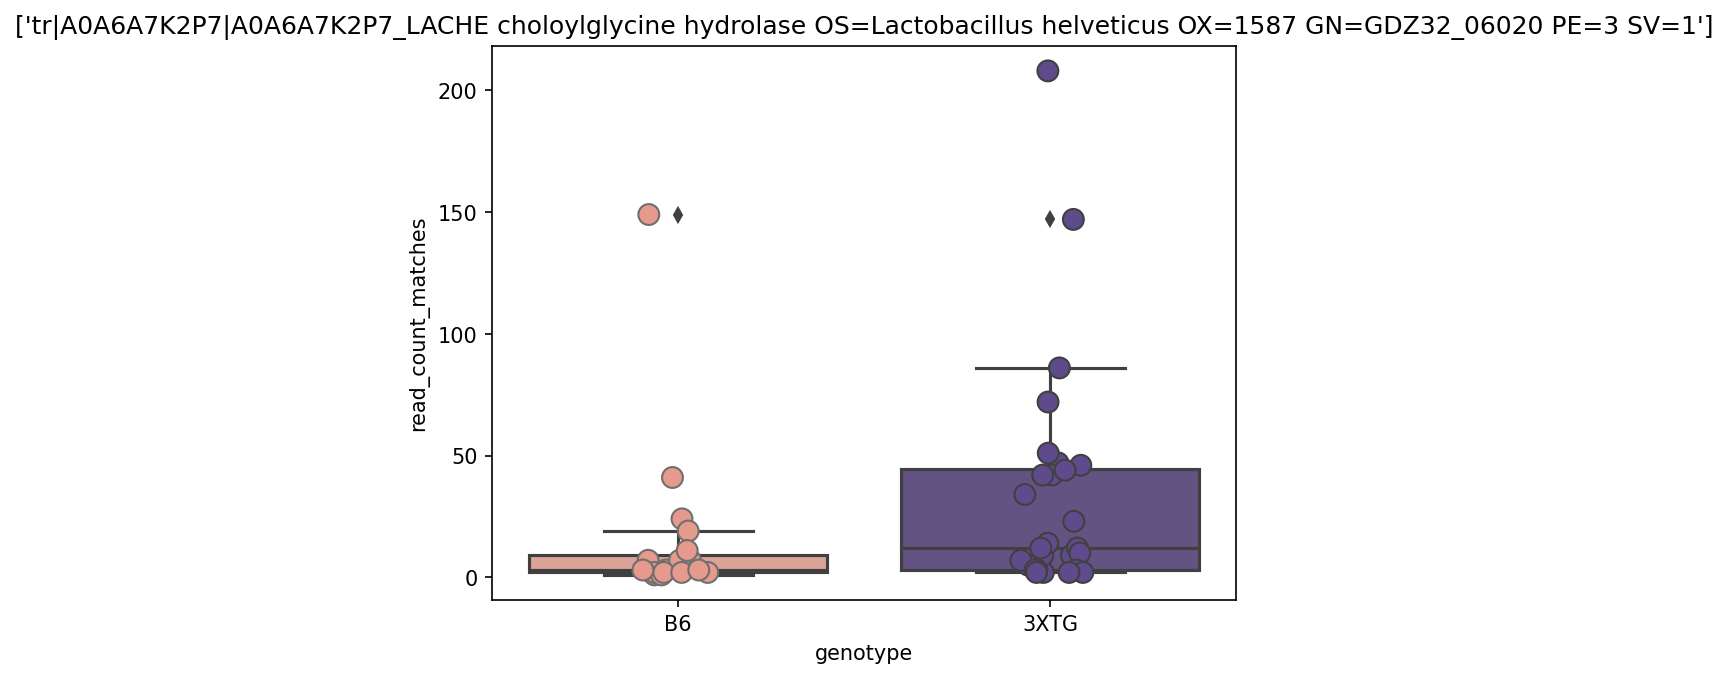 ['tr|A0A6A7K2P7|A0A6A7K2P7_LACHE choloylglycine hydrolase OS=Lactobacillus helveticus OX=1587 GN=GDZ32_06020 PE=3 SV=1']
200
150
100
50
0
read_count_matches
B6
3XTG
genotype